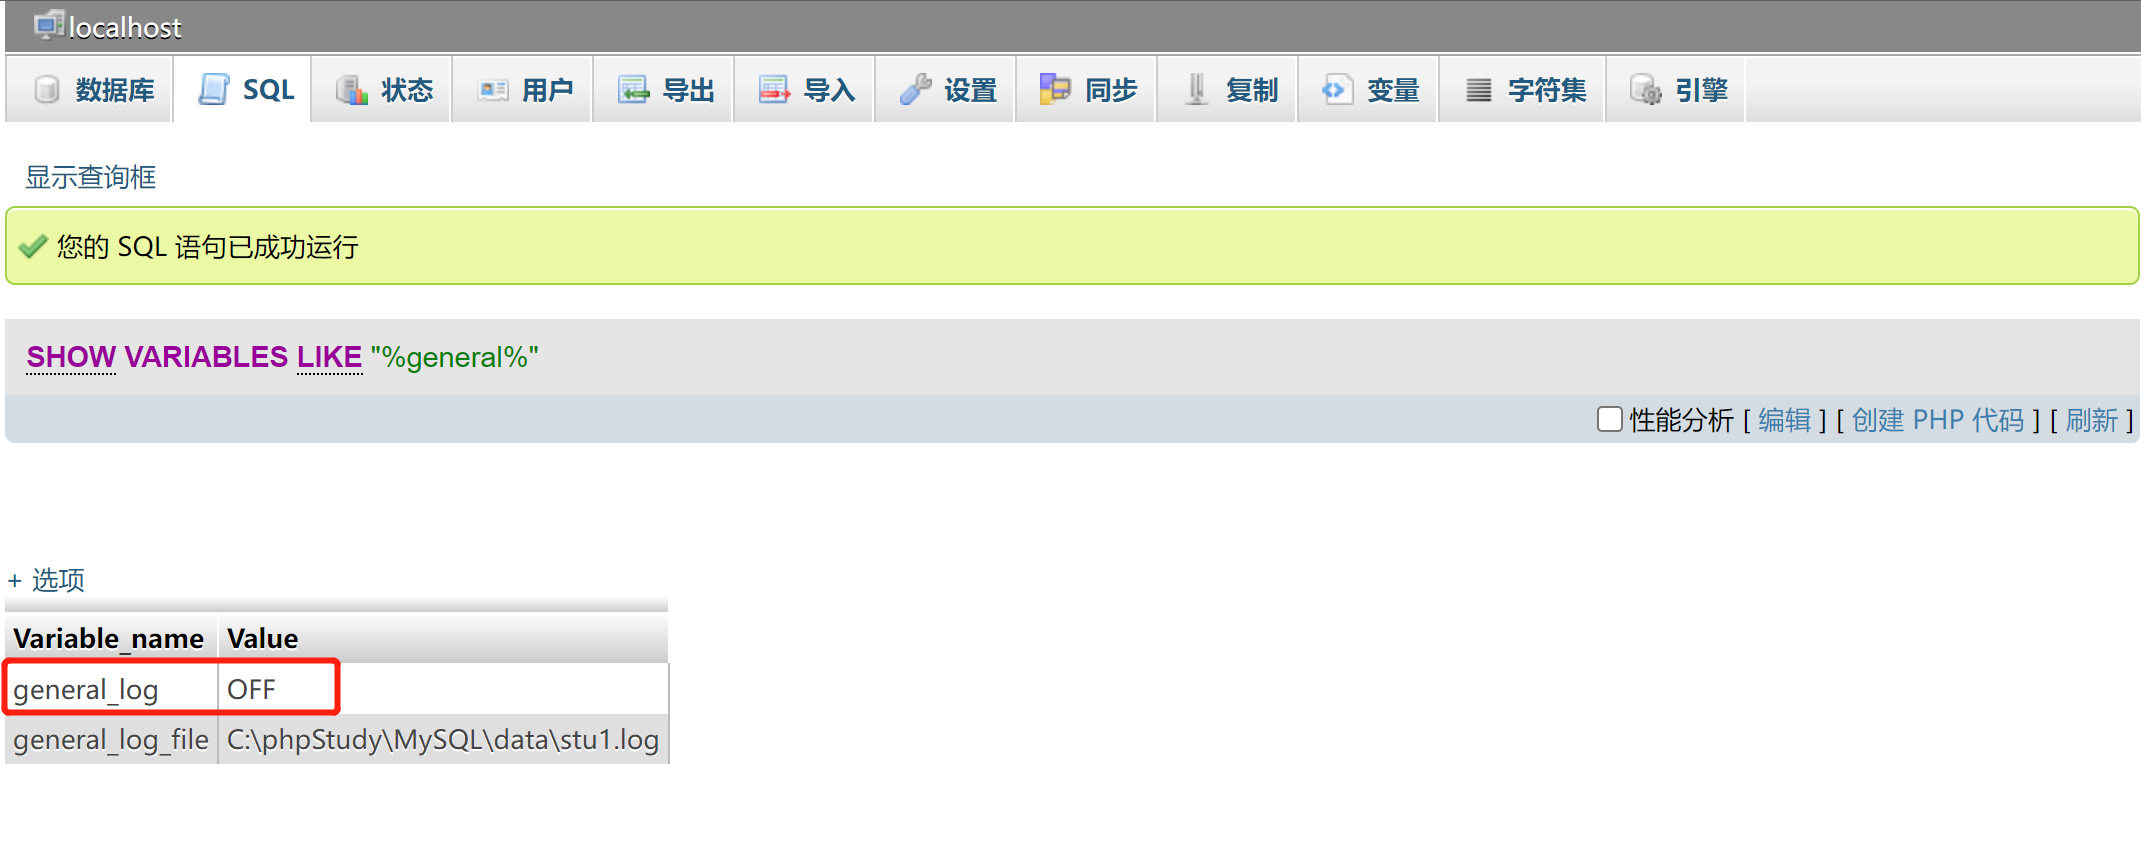 localhost
数据库 SQL 状态 用户 导出 导入 设置 同步 复制 变量 字符集 引擎
显示查询框
您的 SQL 语句已成功运行
SHOW VARIABLES LIKE "%general%"
性能分析 [ 编辑 ] [ 创建 PHP 代码 ] [ 刷新 ]
+ 选项
Variable_name Value
general_log OFF
general_log_file C:\phpStudy\MySQL\data\stu1.log